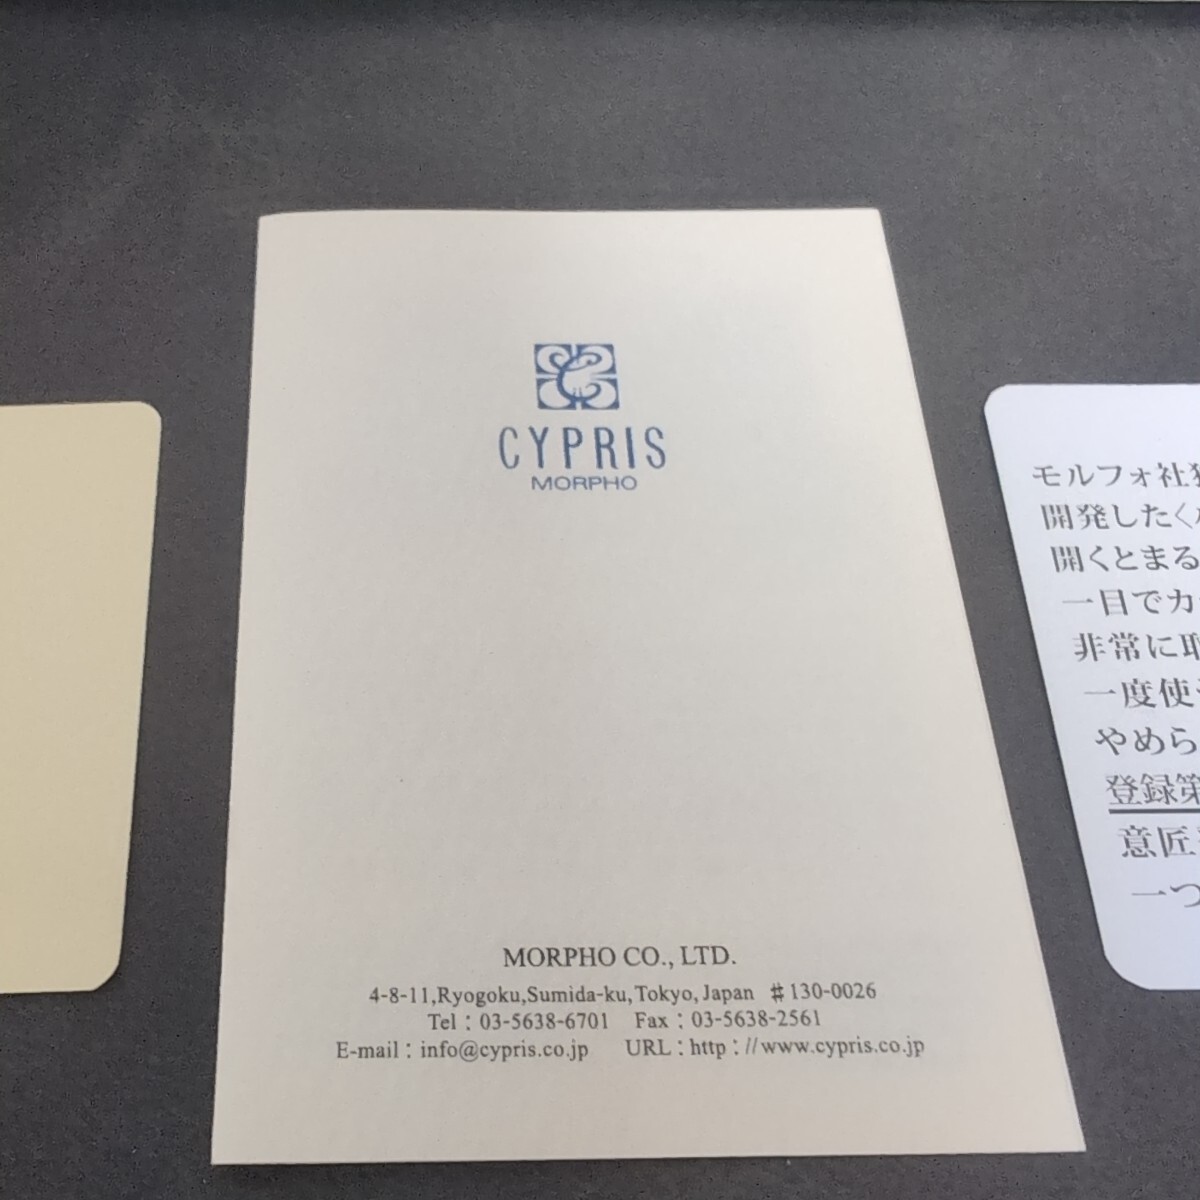 CYPRIS
MORPHO
MORPHO CO., LTD.
4-8-11,Ryogoku,Sumida-ku,Tokyo,Japan ♯130-0026
Tel : 03-5638-6701 Fax : 03-5638-2561
E-mail : info@cypris.co.jp URL : http : //www.cypris.co.jp
モルフォ社
開発したく
開くとまる
一目でカ
非常に取
一度使
やめら
登録第
意匠
一つ